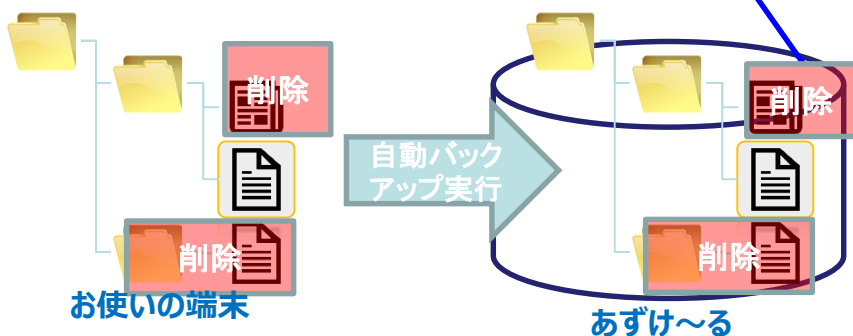 削除
削除
自動バック
アップ実行
削除
削除
お使いの端末
あずけ～る